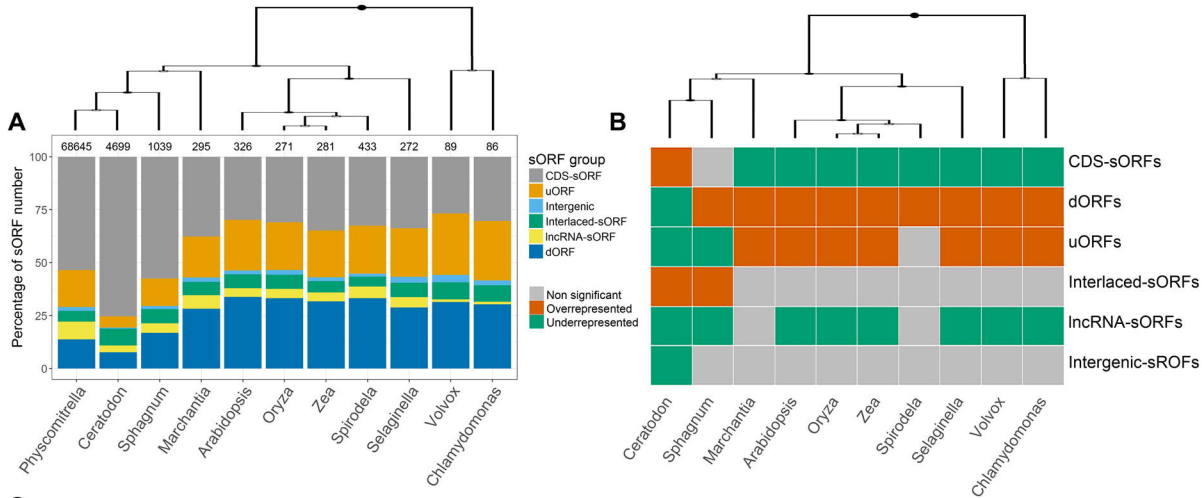 A
68645 4699 1039 295 326 271 281 433 272 89 86
Percentage of sORF number
100
75
50
25
0
Physcomitrella
Ceratodon
Sphagnum
Marchantia
Arabidopsis
Oryza
Zea
Spirodela
Selaginella
Volvox
Chlamydomonas
sORF group
CDS-sORF
uORF
Intergenic
Interlaced-sORF
lncRNA-sORF
dORF
Non significant
Overrepresented
Underrepresented
B
CDS-sORFs
dORFs
uORFs
Interlaced-sORFs
lncRNA-sORFs
Intergenic-sROFs
Ceratodon
Sphagnum
Marchantia
Arabidopsis
Oryza
Zea
Spirodela
Selaginella
Volvox
Chlamydomonas